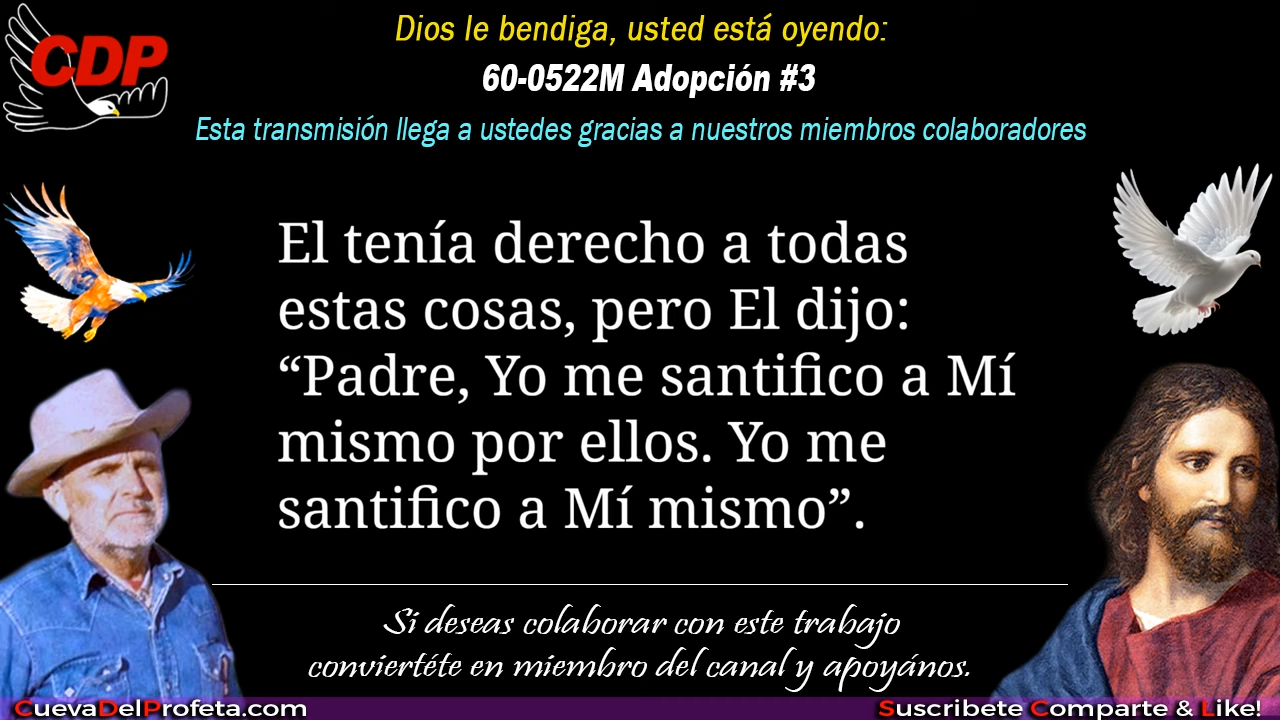 CDP
Dios le bendiga, usted está oyendo:
60-0522M Adopción #3
Esta transmisión llega a ustedes gracias a nuestros miembros colaboradores
El tenía derecho a todas
estas cosas, pero El dijo:
“Padre, Yo me santifico a Mí
mismo por ellos. Yo me
santifico a Mí mismo”.
Si deseas colaborar con este trabajo
conviertéte en miembro del canal y apoyános.
CuevaDelProfeta.com
Suscribete Comparte & Like!